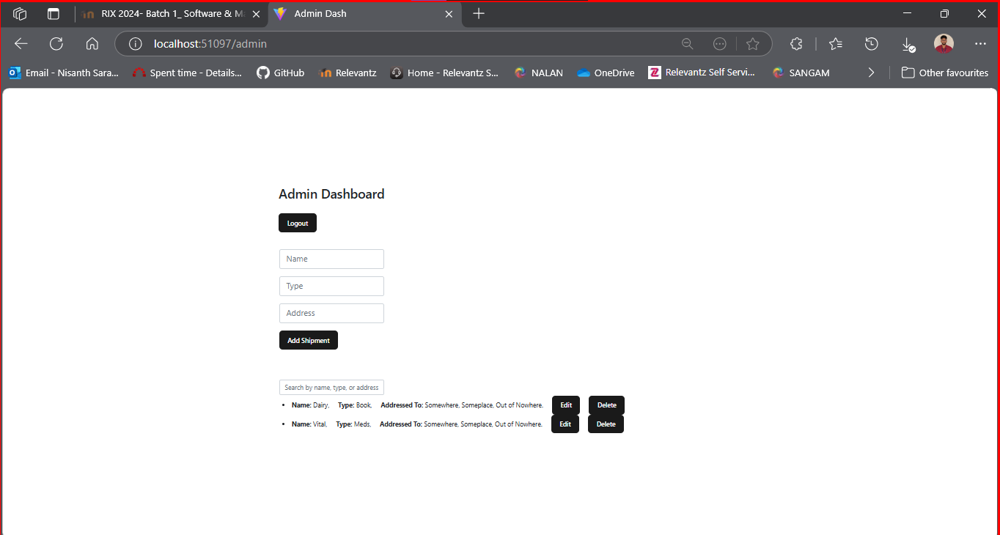 RIX 2024- Batch 1_ Software & Ma
Admin Dash
localhost:51097/admin
Email - Nisanth Sara...
Spent time - Details...
GitHub
Relevantz
Home - Relevantz S...
NALAN
OneDrive
Relevantz Self Servi...
SANGAM
Other favourites
Admin Dashboard
Logout
Name
Type
Address
Add Shipment
Search by name, type, or address
• Name: Dairy, Type: Book, Addressed To: Somewhere, Someplace, Out of Nowhere. Edit Delete
• Name: Vital, Type: Meds, Addressed To: Somewhere, Someplace, Out of Nowhere. Edit Delete